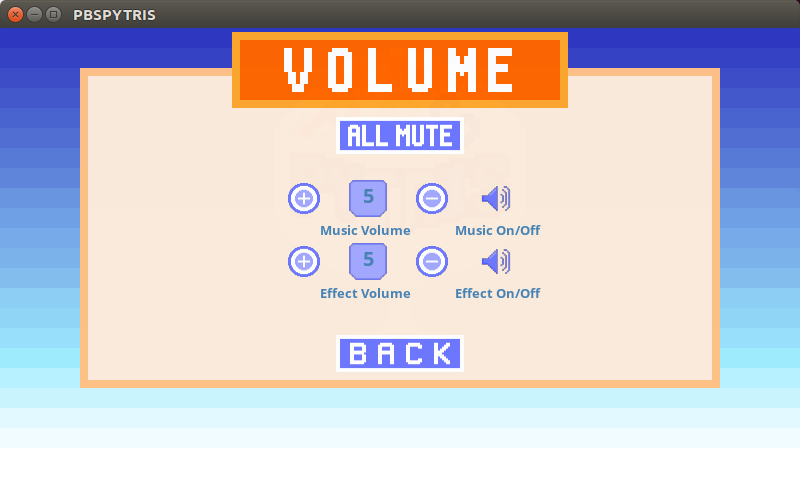 PBSPYTRIS
VOLUME
ALL MUTE
5
Music Volume
Music On/Off
5
Effect Volume
Effect On/Off
BACK